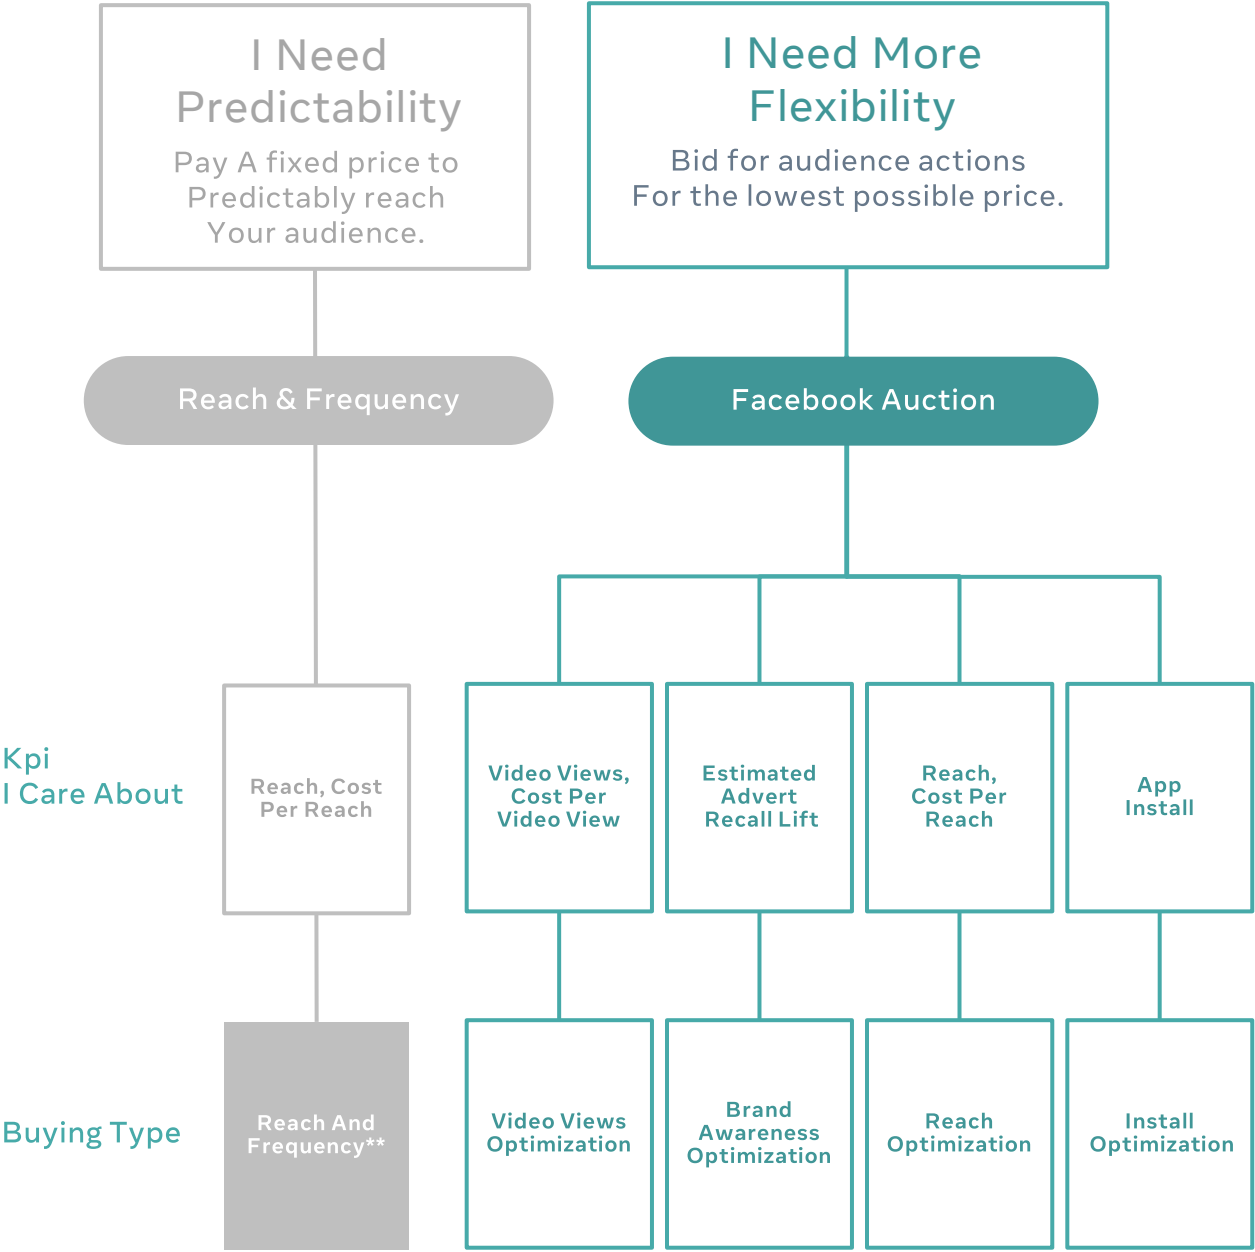 I Need
Predictability
Pay A fixed price to
Predictably reach
Your audience.
I Need More
Flexibility
Bid for audience actions
For the lowest possible price.
Reach & Frequency
Facebook Auction
Kpi
I Care About
Reach, Cost
Per Reach
Video Views,
Cost Per
Video View
Estimated
Advert
Recall Lift
Reach,
Cost Per
Reach
App
Install
Buying Type
Reach And
Frequency**
Video Views
Optimization
Brand
Awareness
Optimization
Reach
Optimization
Install
Optimization